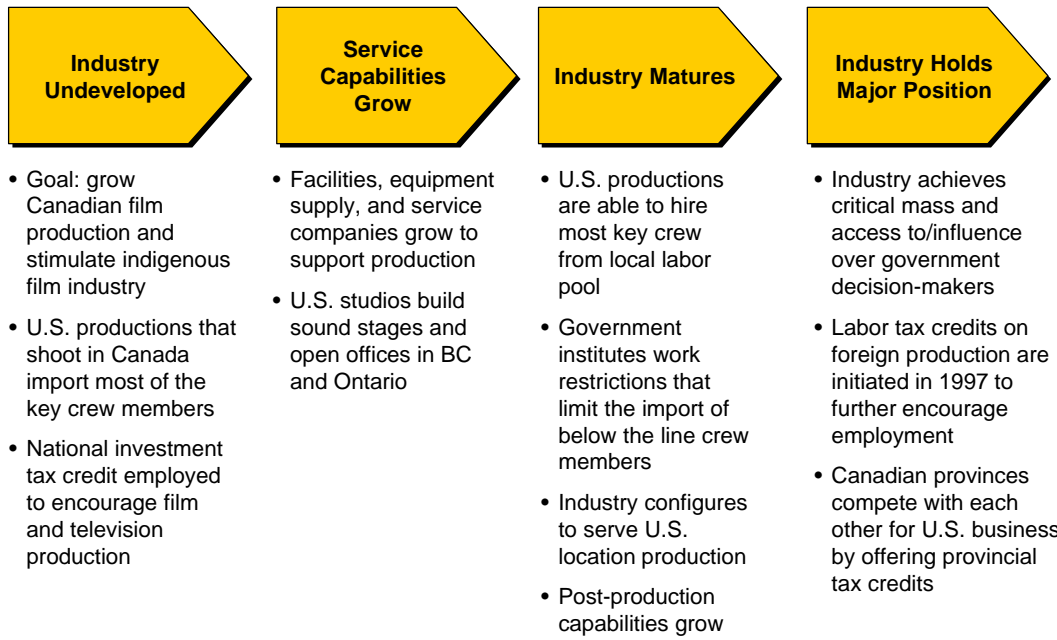 Industry
Undeveloped
• Goal: grow
Canadian film
production and
stimulate indigenous
film industry
• U.S. productions that
shoot in Canada
import most of the
key crew members
• National investment
tax credit employed
to encourage film
and television
production
Service
Capabilities
Grow
• Facilities, equipment
supply, and service
companies grow to
support production
• U.S. studios build
sound stages and
open offices in BC
and Ontario
Industry Matures
• U.S. productions
are able to hire
most key crew
from local labor
pool
• Government
institutes work
restrictions that
limit the import of
below the line crew
members
• Industry configures
to serve U.S.
location production
• Post-production
capabilities grow
Industry Holds
Major Position
• Industry achieves
critical mass and
access to/influence
over government
decision-makers
• Labor tax credits on
foreign production are
initiated in 1997 to
further encourage
employment
• Canadian provinces
compete with each
other for U.S. business
by offering provincial
tax credits